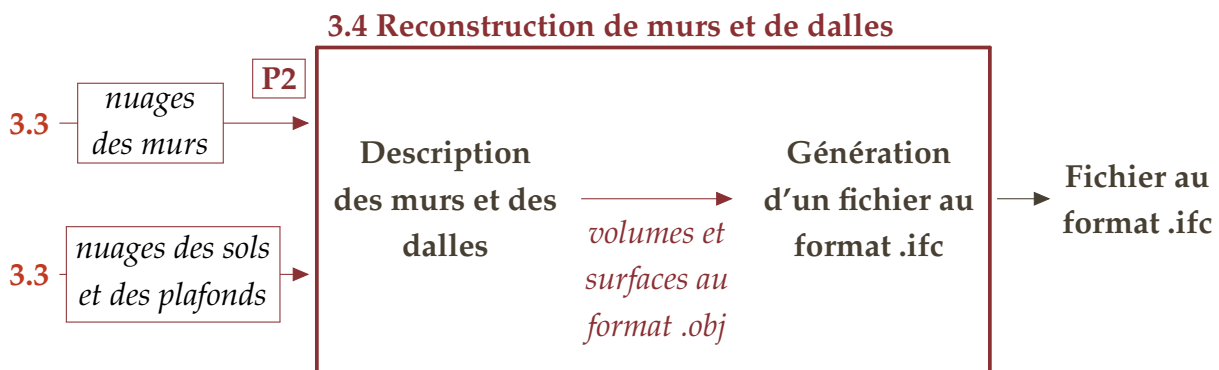 3.4 Reconstruction de murs et de dalles
P2
3.3
nuages
des murs
3.3
nuages des sols
et des plafonds
Description
des murs et des
dalles
volumes et
surfaces au
format .obj
Génération
d'un fichier au
format .ifc
Fichier au
format .ifc